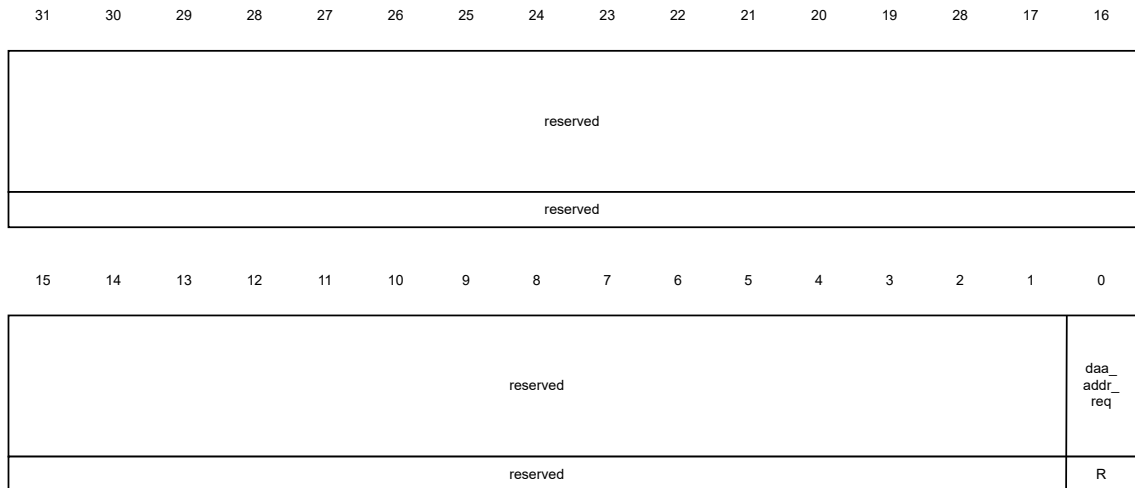 31 30 29 28 27 26 25 24 23 22 21 20 19 28 17 16
reserved
reserved
15 14 13 12 11 10 9 8 7 6 5 4 3 2 1 0
reserved
daa_
addr_
req
reserved R